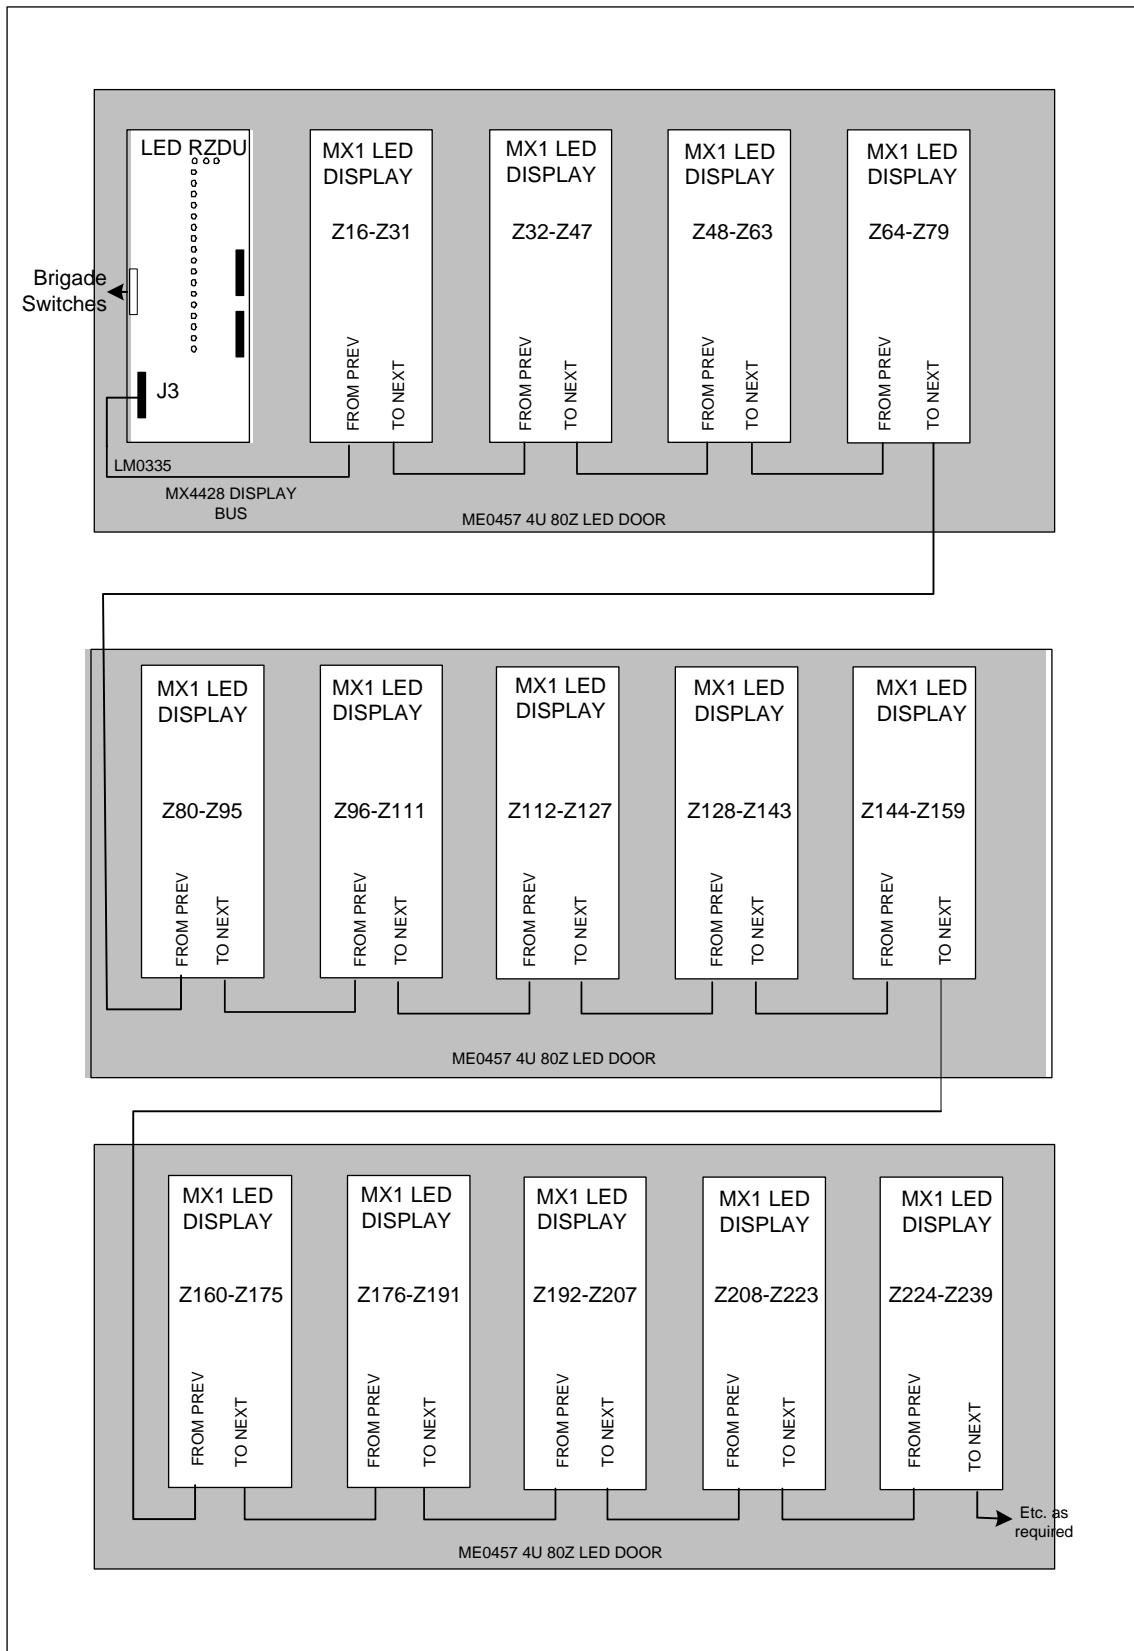 LED RZDU
MX1 LED
DISPLAY
Z16-Z31
FROM PREV
TO NEXT
MX1 LED
DISPLAY
Z32-Z47
FROM PREV
TO NEXT
MX1 LED
DISPLAY
Z48-Z63
FROM PREV
TO NEXT
MX1 LED
DISPLAY
Z64-Z79
FROM PREV
TO NEXT
Brigade
Switches
J3
LM0335
MX4428 DISPLAY
BUS
ME0457 4U 80Z LED DOOR
MX1 LED
DISPLAY
Z80-Z95
FROM PREV
TO NEXT
MX1 LED
DISPLAY
Z96-Z111
FROM PREV
TO NEXT
MX1 LED
DISPLAY
Z112-Z127
FROM PREV
TO NEXT
MX1 LED
DISPLAY
Z128-Z143
FROM PREV
TO NEXT
MX1 LED
DISPLAY
Z144-Z159
FROM PREV
TO NEXT
ME0457 4U 80Z LED DOOR
MX1 LED
DISPLAY
Z160-Z175
FROM PREV
TO NEXT
MX1 LED
DISPLAY
Z176-Z191
FROM PREV
TO NEXT
MX1 LED
DISPLAY
Z192-Z207
FROM PREV
TO NEXT
MX1 LED
DISPLAY
Z208-Z223
FROM PREV
TO NEXT
MX1 LED
DISPLAY
Z224-Z239
FROM PREV
TO NEXT
Etc. as
required
ME0457 4U 80Z LED DOOR